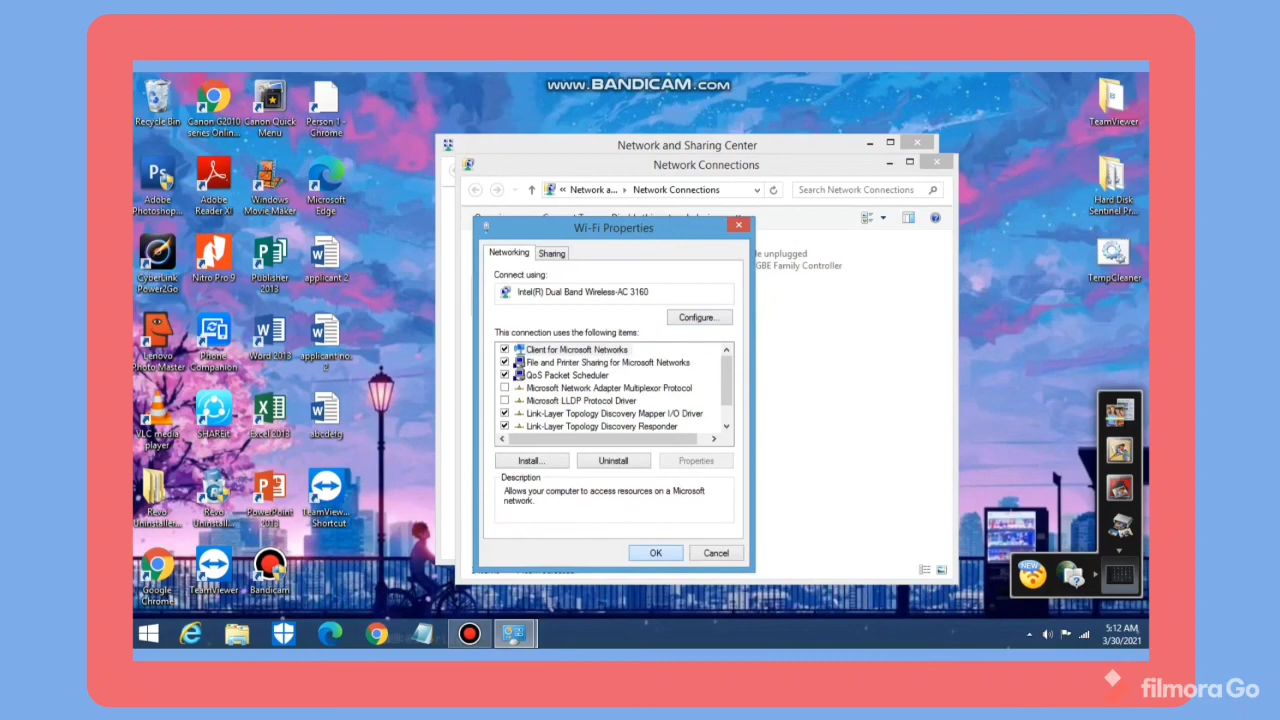 www.BANDICAM.com
Recycle Bin
Canon G2010
series Onlin...
Canon Quick
Menu
Person 1 -
Chrome
TeamViewer
Network and Sharing Center
Network Connections
Network a...
Network Connections
Search Network Connections
Ps
Adobe
Photoshop...
Adobe
Reader XI
Windows
Movie Maker
Microsoft
Edge
Hard Disk
Sentinel Pr...
Wi-Fi Properties
Networking
Sharing
le unplugged
GBE Family Controller
Connect using:
Intel(R) Dual Band Wireless-AC 3160
Configure...
This connection uses the following items:
Client for Microsoft Networks
File and Printer Sharing for Microsoft Networks
QoS Packet Scheduler
Microsoft Network Adapter Multiplexor Protocol
Microsoft LLDP Protocol Driver
Link-Layer Topology Discovery Mapper I/O Driver
Link-Layer Topology Discovery Responder
Install...
Uninstall
Properties
Description
Allows your computer to access resources on a Microsoft
network.
OK
Cancel
CyberLink
Power2Go
Nitro Pro 9
Publisher
2013
applicant 2
TempCleaner
Lenovo
Photo Master
Phone
Companion
Word 2013
applicant no.
2
VLC media
player
SHAREit
Excel 2013
abcdefg
Revo
Uninstaller...
Revo
Uninstall...
PowerPoint
2013
TeamView...
Shortcut
Google
Chrome
TeamViewer
Bandicam
NEW
5:12 AM
3/30/2021
filmoraGo